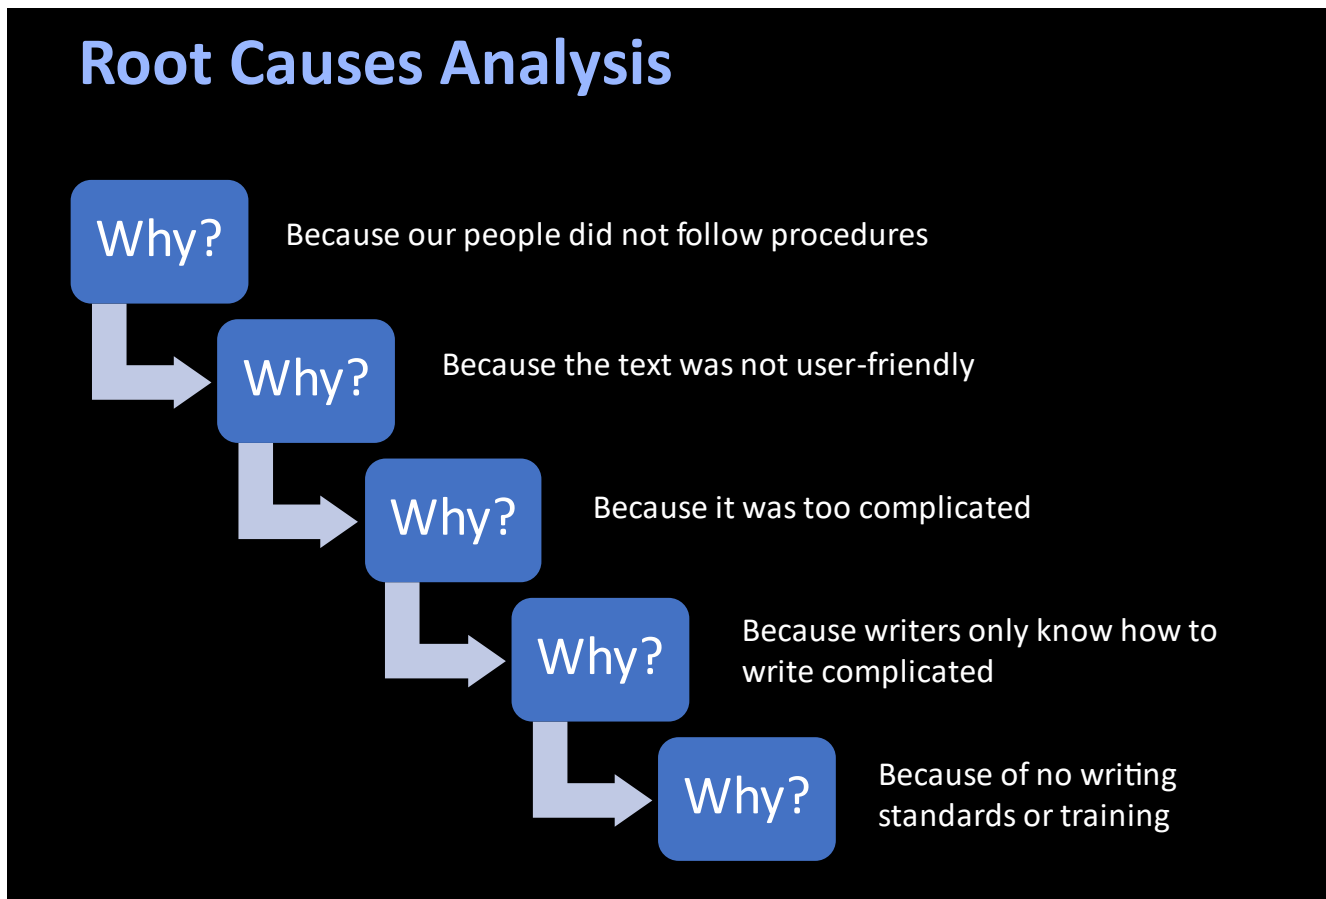 Root Causes Analysis
Why?
Because our people did not follow procedures
Why?
Because the text was not user-friendly
Why?
Because it was too complicated
Why?
Because writers only know how to
write complicated
Why?
Because of no writing
standards or training